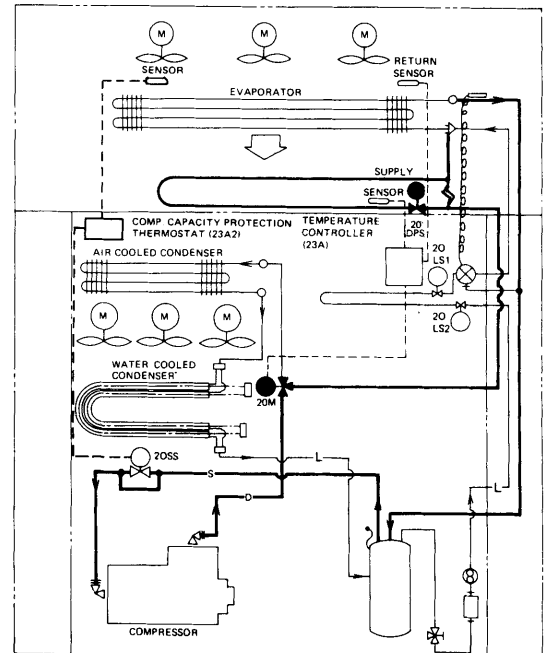 M
M
M
SENSOR
RETURN
SENSOR
EVAPORATOR
SUPPLY
SENSOR
COMP. CAPACITY PROTECTION
THERMOSTAT (23A2)
TEMPERATURE
CONTROLLER
(23A)
20
DPS
20
LS1
AIR COOLED CONDENSER
20
LS2
M
M
M
WATER COOLED
CONDENSER
20M
20SS
S
L
D
L
COMPRESSOR